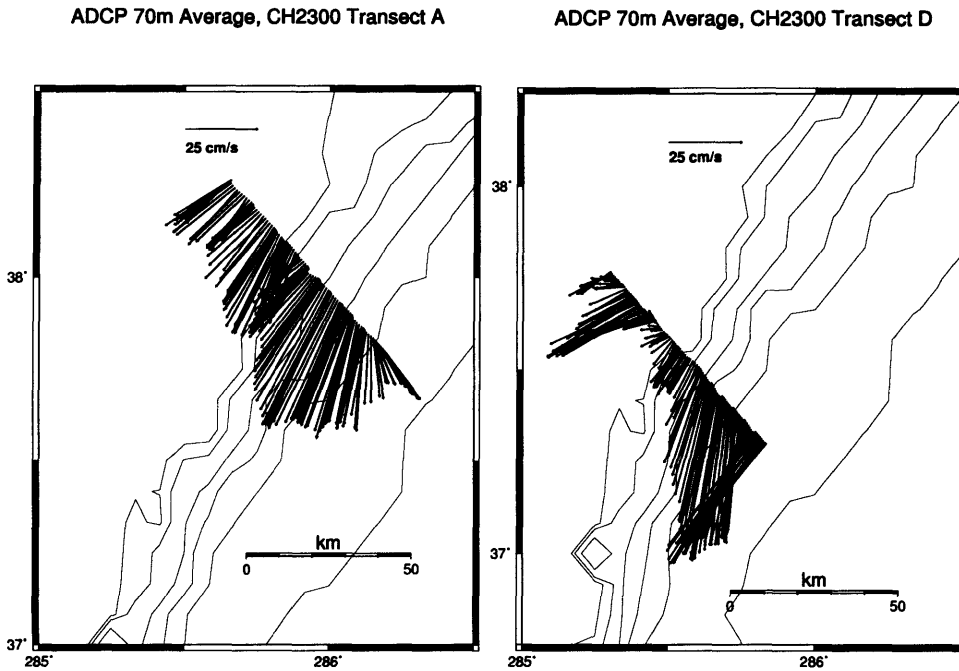 ADCP 70m Average, CH2300 Transect A
25 cm/s
38°
37°
km
0 50
285° 286°
ADCP 70m Average, CH2300 Transect D
25 cm/s
38°
37°
km
0 50
285° 286°